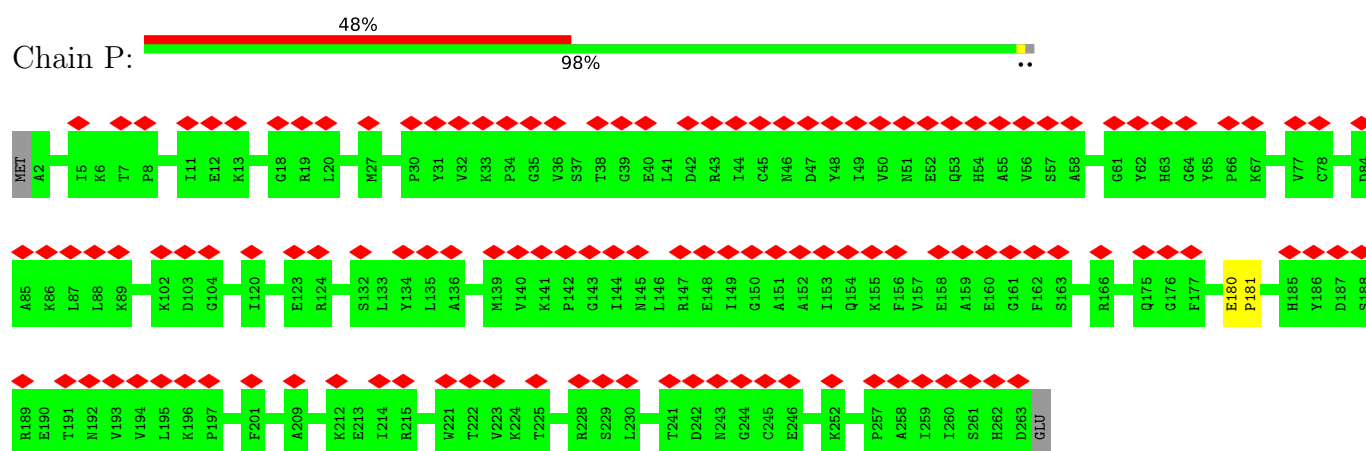 48%
Chain P:
98%
••
MET A2 I5 K6 T7 P8 I11 E12 K13 G18 R19 L20 M27 P30 Y31 V32 K33 P34 G35 V36 S37 T38 G39 E40 L41 D42 R43 I44 C45 N46 D47 Y48 I49 V50 N51 E52 Q53 H54 A55 V56 S57 A58 G61 Y62 H63 G64 Y65 P66 K67 V77 C78 D84
A85 K86 L87 L88 K89 K102 D103 G104 I120 E123 R124 S132 L133 Y134 L135 A136 M139 V140 K141 P142 G143 I144 N145 L146 R147 E148 I149 G150 A151 A152 I153 Q154 K155 F156 V157 E158 A159 E160 G161 F162 S163 R166 Q175 G176 F177 E180 P181 H185 Y186 D187 S188
R189 E190 T191 N192 V193 V194 L195 K196 P197 F201 A209 K212 E213 I214 R215 W221 T222 V223 K224 T225 R228 S229 L230 T241 D242 N243 G244 C245 E246 K252 P257 A258 I259 I260 S261 H262 D263 GLU